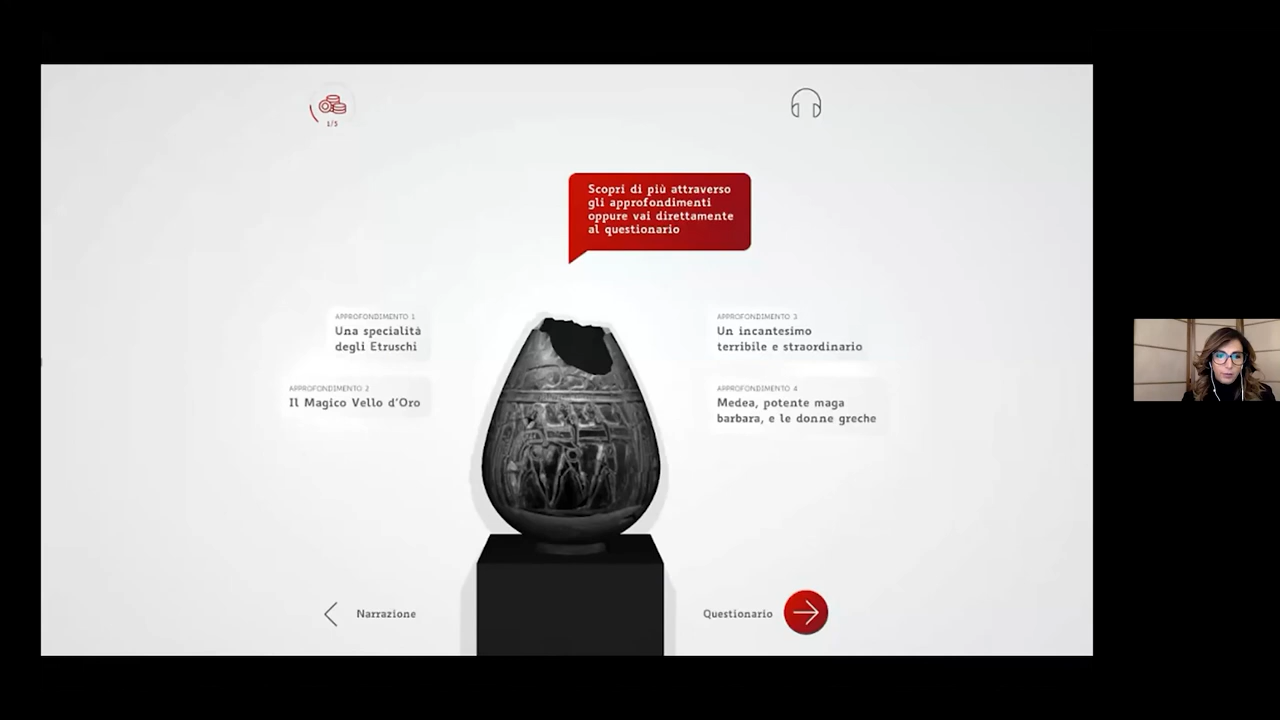 1/5
Scopri di più attraverso
gli approfondimenti
oppure vai direttamente
al questionario
APPROFONDIMENTO 1
Una specialità
degli Etruschi
APPROFONDIMENTO 2
Il Magico Vello d'Oro
APPROFONDIMENTO 3
Un incantesimo
terribile e straordinario
APPROFONDIMENTO 4
Medea, potente maga
barbara, e le donne greche
Narrazione
Questionario